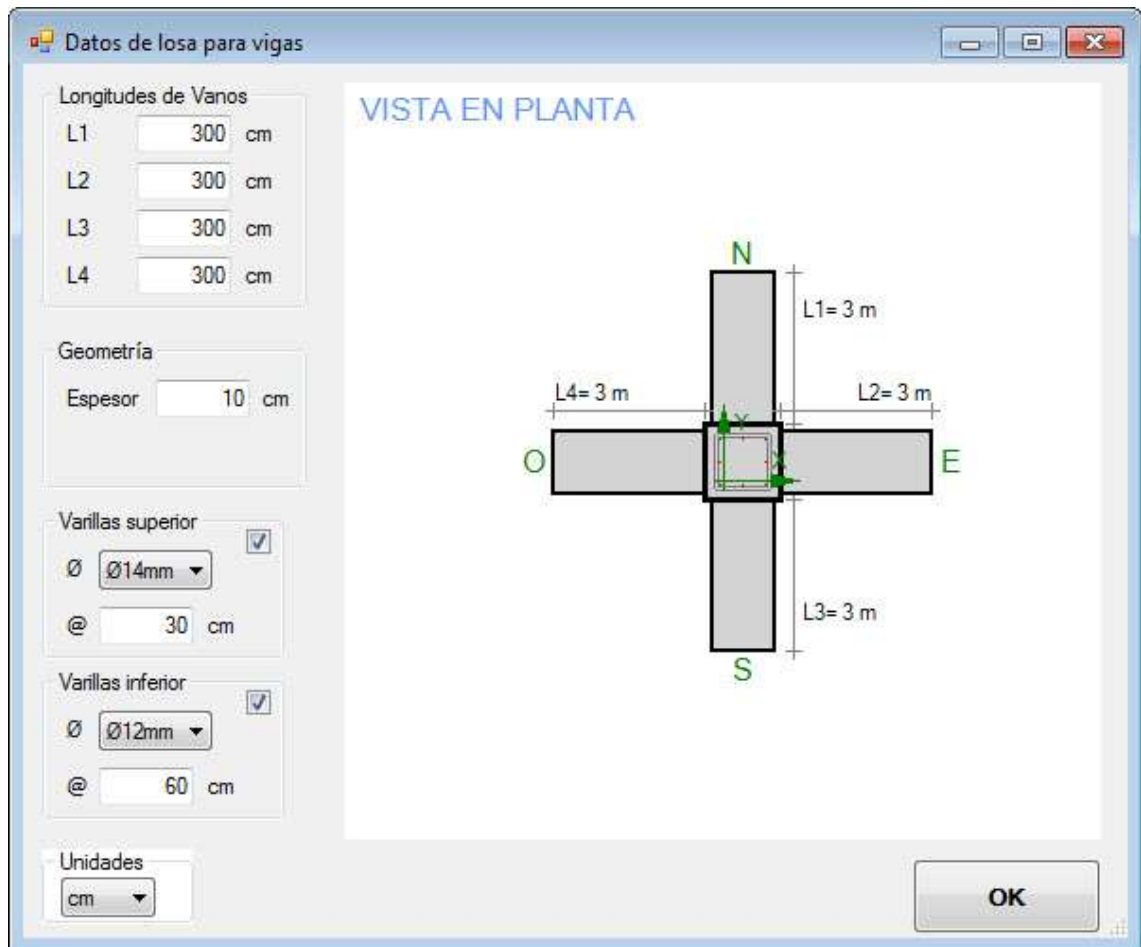 Datos de losa para vigas
Longitudes de Vanos
L1 300 cm
L2 300 cm
L3 300 cm
L4 300 cm
Geometría
Espesor 10 cm
Varillas superior
Ø Ø14mm
@ 30 cm
Varillas inferior
Ø Ø12mm
@ 60 cm
Unidades
cm
VISTA EN PLANTA
N
L1= 3 m
L4= 3 m L2= 3 m
Y
O X E
L3= 3 m
S
OK